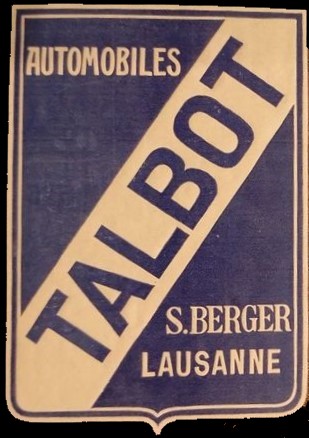 AUTOMOBILES
TALBOT
S. BERGER
LAUSANNE